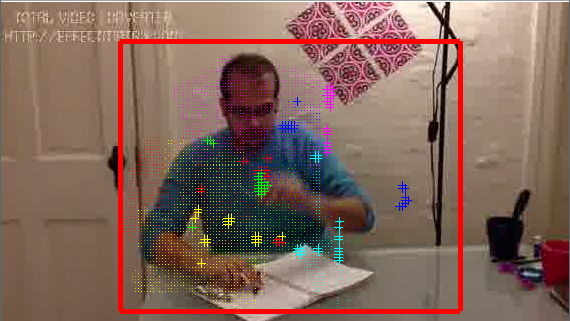 TOTAL VIDEO CONVERTER
HTTP://EFFECTMATRIX.COM